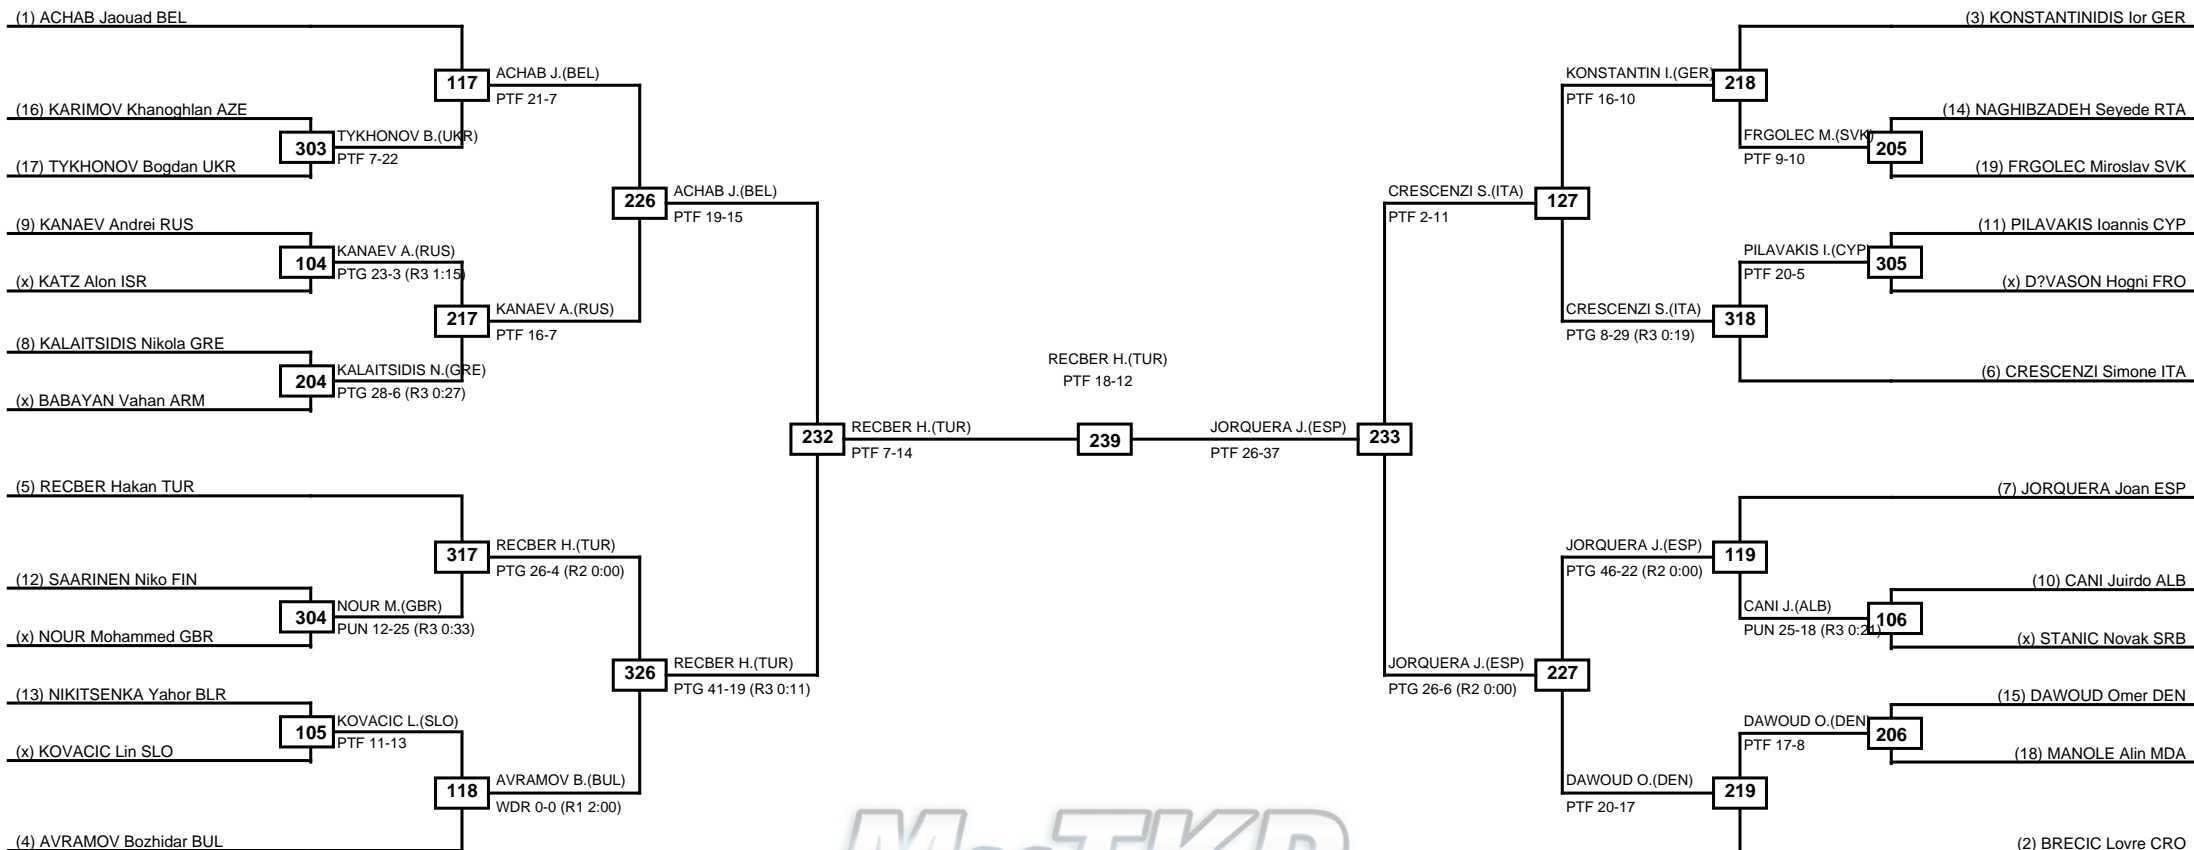 (1) ACHAB Jaouad BEL
117
ACHAB J.(BEL)
PTF 21-7
(16) KARIMOV Khanoghlan AZE
303
TYKHONOV B.(UKR)
PTF 7-22
(17) TYKHONOV Bogdan UKR
226
ACHAB J.(BEL)
PTF 19-15
(9) KANAEV Andrei RUS
104
KANAEV A.(RUS)
PTG 23-3 (R3 1:15)
(x) KATZ Alon ISR
217
KANAEV A.(RUS)
PTF 16-7
(8) KALAITSIDIS Nikola GRE
204
KALAITSIDIS N.(GRE)
PTG 28-6 (R3 0:27)
(x) BABAYAN Vahan ARM
232
RECBER H.(TUR)
PTF 7-14
(5) RECBER Hakan TUR
317
RECBER H.(TUR)
PTG 26-4 (R2 0:00)
(12) SAARINEN Niko FIN
304
NOUR M.(GBR)
PUN 12-25 (R3 0:33)
(x) NOUR Mohammed GBR
326
RECBER H.(TUR)
PTG 41-19 (R3 0:11)
(13) NIKITSENKA Yahor BLR
105
KOVACIC L.(SLO)
PTF 11-13
(x) KOVACIC Lin SLO
118
AVRAMOV B.(BUL)
WDR 0-0 (R1 2:00)
(4) AVRAMOV Bozhidar BUL
RECBER H.(TUR)
PTF 18-12
239
(3) KONSTANTINIDIS Ior GER
KONSTANTIN I.(GER)
PTF 16-10
218
(14) NAGHIBZADEH Seyede RTA
FRGOLEC M.(SVK)
PTF 9-10
205
(19) FRGOLEC Miroslav SVK
CRESCENZI S.(ITA)
PTF 2-11
127
(11) PILAVAKIS Ioannis CYP
PILAVAKIS I.(CYP)
PTF 20-5
305
(x) D?VASON Hogni FRO
CRESCENZI S.(ITA)
PTG 8-29 (R3 0:19)
318
(6) CRESCENZI Simone ITA
JORQUERA J.(ESP)
PTF 26-37
233
(7) JORQUERA Joan ESP
JORQUERA J.(ESP)
PTG 46-22 (R2 0:00)
119
(10) CANI Juirdo ALB
CANI J.(ALB)
PUN 25-18 (R3 0:21)
106
(x) STANIC Novak SRB
JORQUERA J.(ESP)
PTG 26-6 (R2 0:00)
227
(15) DAWOUD Omer DEN
DAWOUD O.(DEN)
PTF 17-8
206
(18) MANOLE Alin MDA
DAWOUD O.(DEN)
PTF 20-17
219
(2) BRECIC Lovre CRO